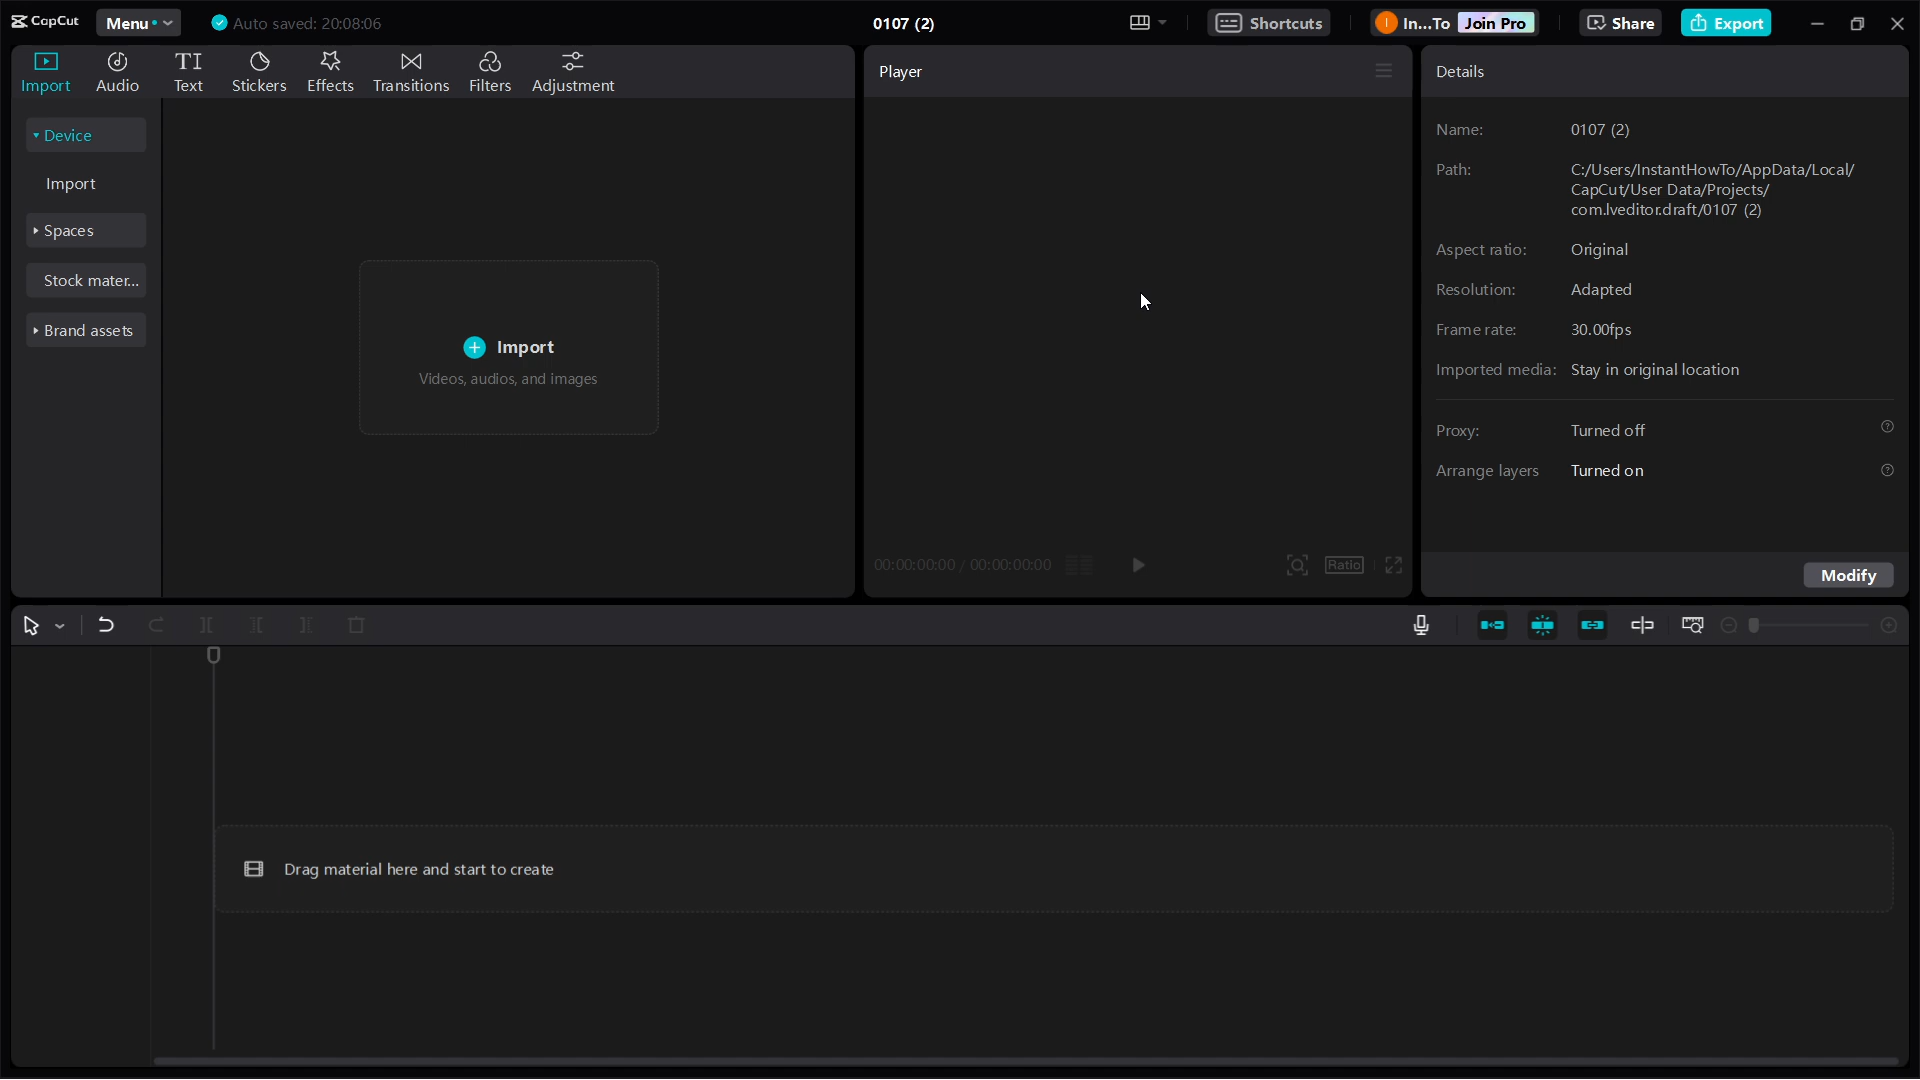 CapCut
Menu
Auto saved: 20:08:06
0107 (2)
Shortcuts
In...To
Join Pro
Share
Export
Import
Audio
TI
Text
Stickers
Effects
Transitions
Filters
Adjustment
Device
Import
Spaces
Stock mater...
Brand assets
Import
Videos, audios, and images
Player
00:00:00:00 / 00:00:00:00
Ratio
Details
Name: 0107 (2)
Path: C:/Users/InstantHowTo/AppData/Local/
CapCut/User Data/Projects/
com.lveditor.draft/0107 (2)
Aspect ratio: Original
Resolution: Adapted
Frame rate: 30.00fps
Imported media: Stay in original location
Proxy: Turned off
Arrange layers Turned on
Modify
Drag material here and start to create